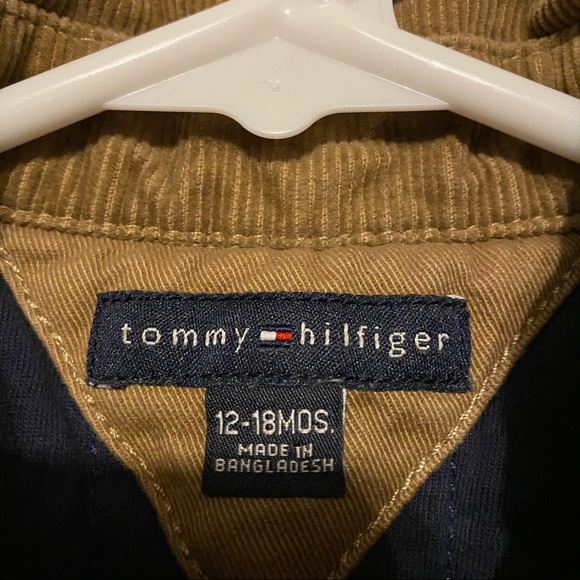 tommy hilfiger
12-18MOS.
MADE IN
BANGLADESH